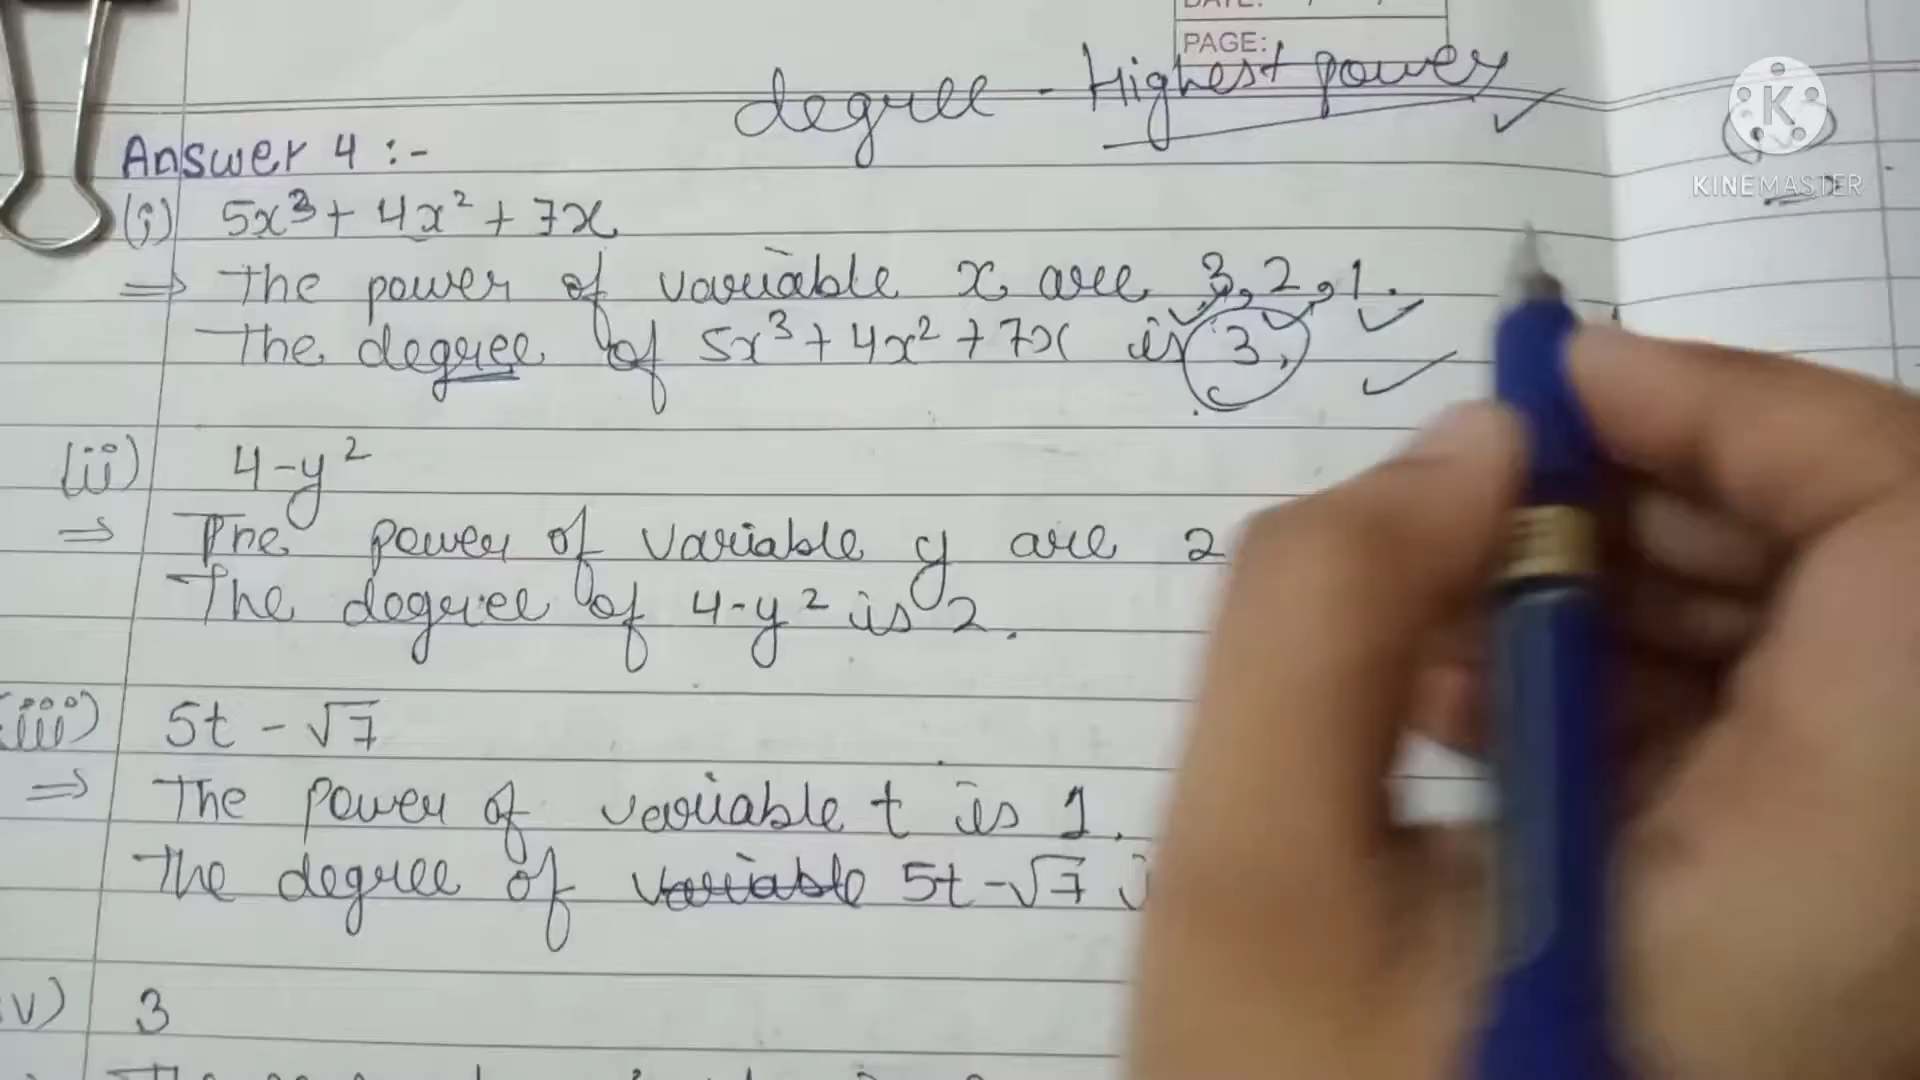 DATE: / /
PAGE:
degree - Highest power
K
KINEMASTER
Answer 4 :-
(i) 5x³ + 4x² + 7x
⇒ The power of variable x are 3, 2, 1.
The degree of 5x³ + 4x² + 7x is 3.
(ii) 4-y²
⇒ The power of variable y are 2
The degree of 4-y² is 2.
(iii) 5t - √7
⇒ The power of variable t is 1.
The degree of variable 5t - √7
v) 3